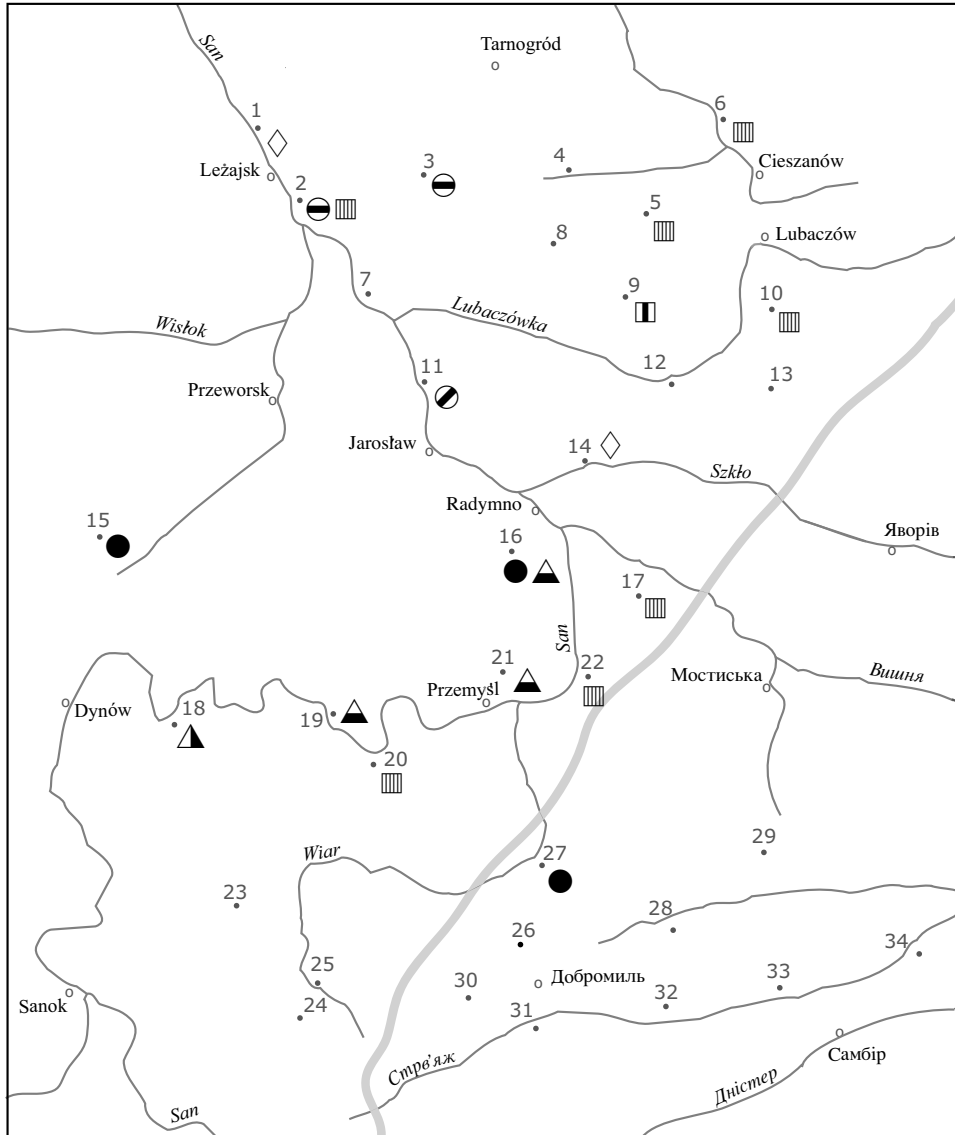 San
Tarnogród
1
6
3
4
Leżajsk
Cieszanów
2
5
8
Lubaczów
7
9
10
Lubaczówka
Wisłok
11
12
13
Przeworsk
Jarosław
14
Szkło
Radymno
15
16
Яворів
17
San
21
22
Przemyśl
Мостиська
Вишня
Dynów
18
19
20
Wiar
27
29
23
28
26
34
25
30
Добромиль
33
Sanok
24
31
32
Самбір
Стрв’яж
Дністер
San